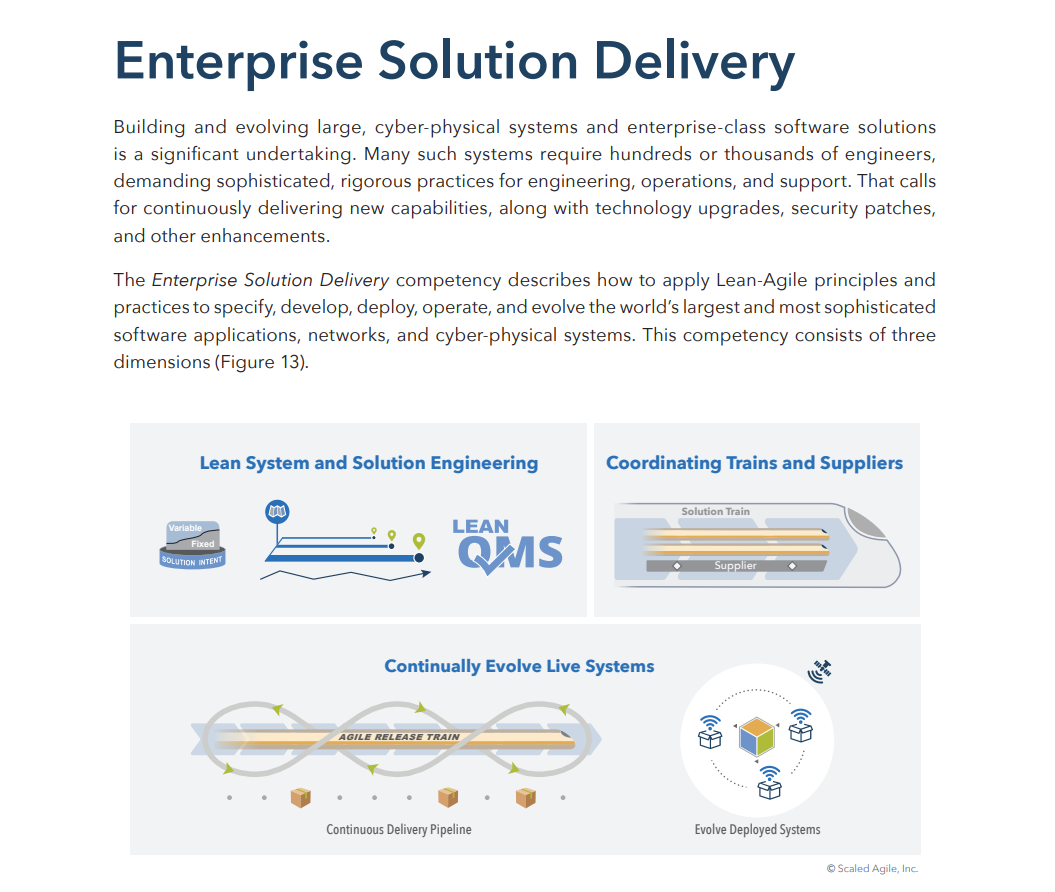 Enterprise Solution Delivery
Building and evolving large, cyber-physical systems and enterprise-class software solutions
is a significant undertaking. Many such systems require hundreds or thousands of engineers,
demanding sophisticated, rigorous practices for engineering, operations, and support. That calls
for continuously delivering new capabilities, along with technology upgrades, security patches,
and other enhancements.
The Enterprise Solution Delivery competency describes how to apply Lean-Agile principles and
practices to specify, develop, deploy, operate, and evolve the world’s largest and most sophisticated
software applications, networks, and cyber-physical systems. This competency consists of three
dimensions (Figure 13).
Lean System and Solution Engineering
Variable
Fixed
SOLUTION INTENT
LEAN
QMS
Coordinating Trains and Suppliers
Solution Train
Supplier
Continually Evolve Live Systems
AGILE RELEASE TRAIN
Continuous Delivery Pipeline
Evolve Deployed Systems
© Scaled Agile, Inc.